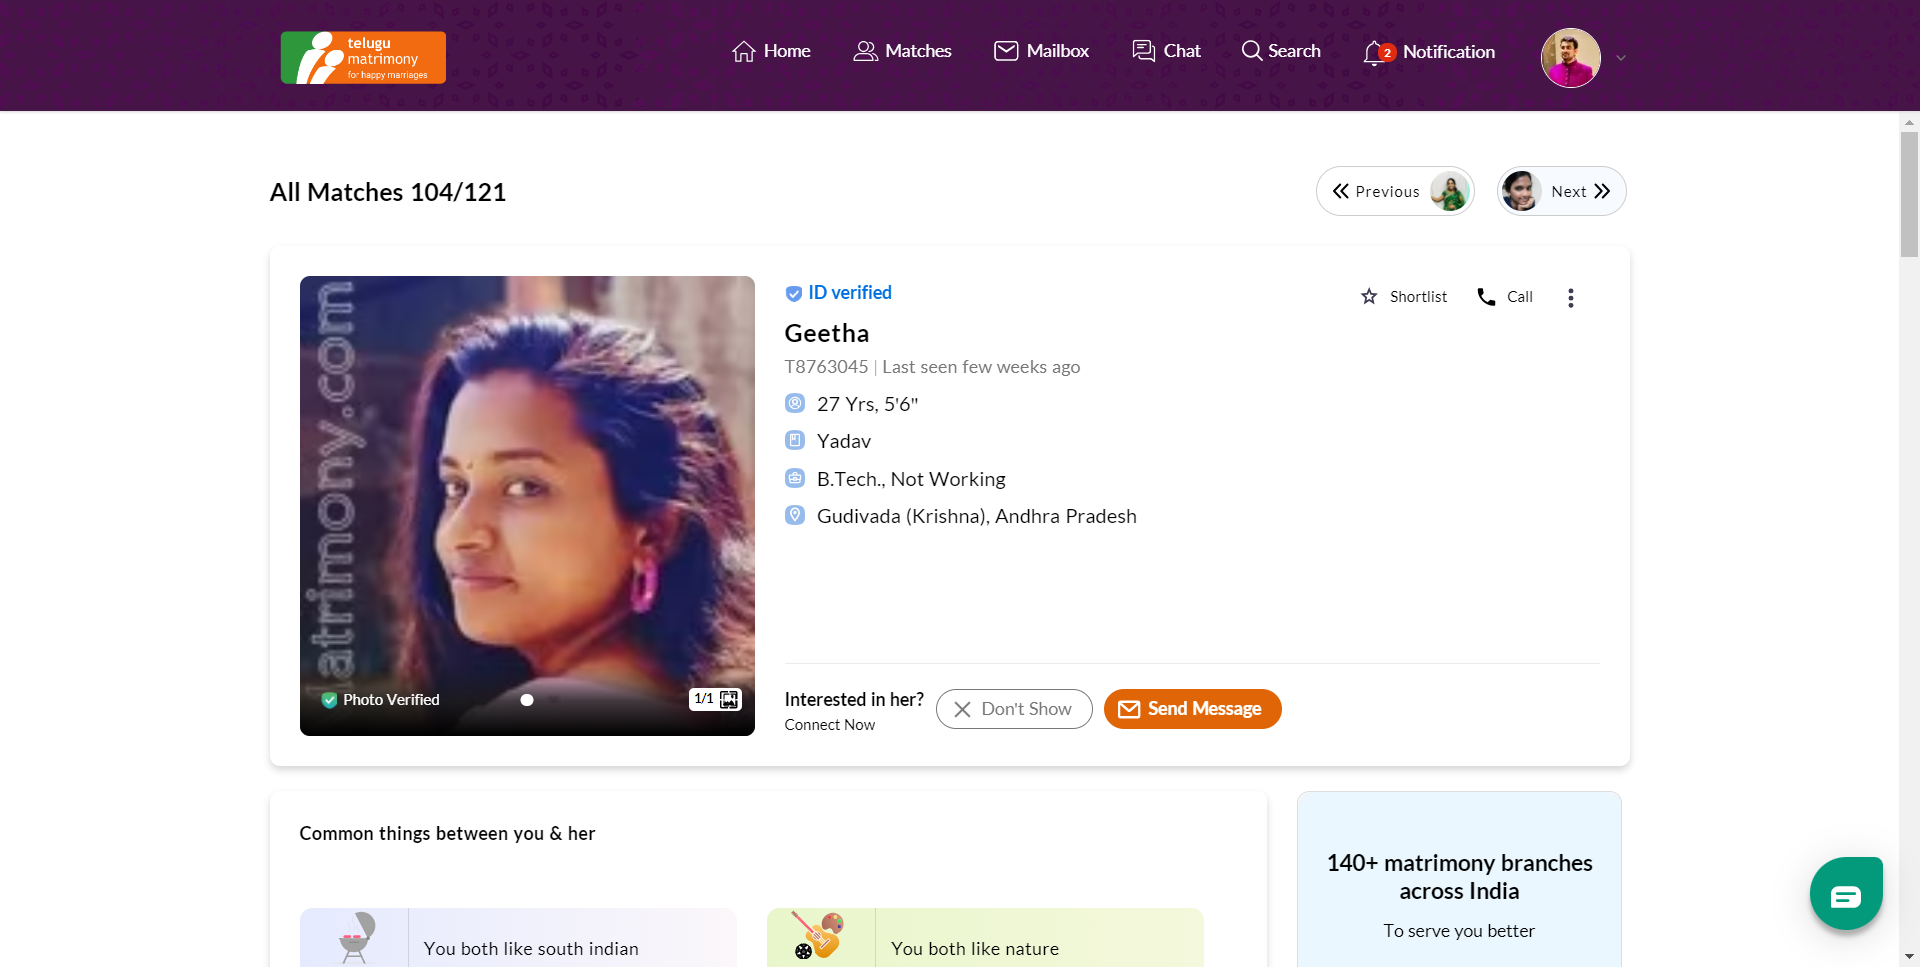 telugu
matrimony
for happy marriages
Home
Matches
Mailbox
Chat
Search
2
Notification
All Matches 104/121
Previous
Next
atrimony.com
Photo Verified
1/1
ID verified
Shortlist
Call
Geetha
T8763045 | Last seen few weeks ago
27 Yrs, 5'6"
Yadav
B.Tech., Not Working
Gudivada (Krishna), Andhra Pradesh
Interested in her?
Connect Now
Don't Show
Send Message
Common things between you & her
You both like south indian
You both like nature
140+ matrimony branches
across India
To serve you better